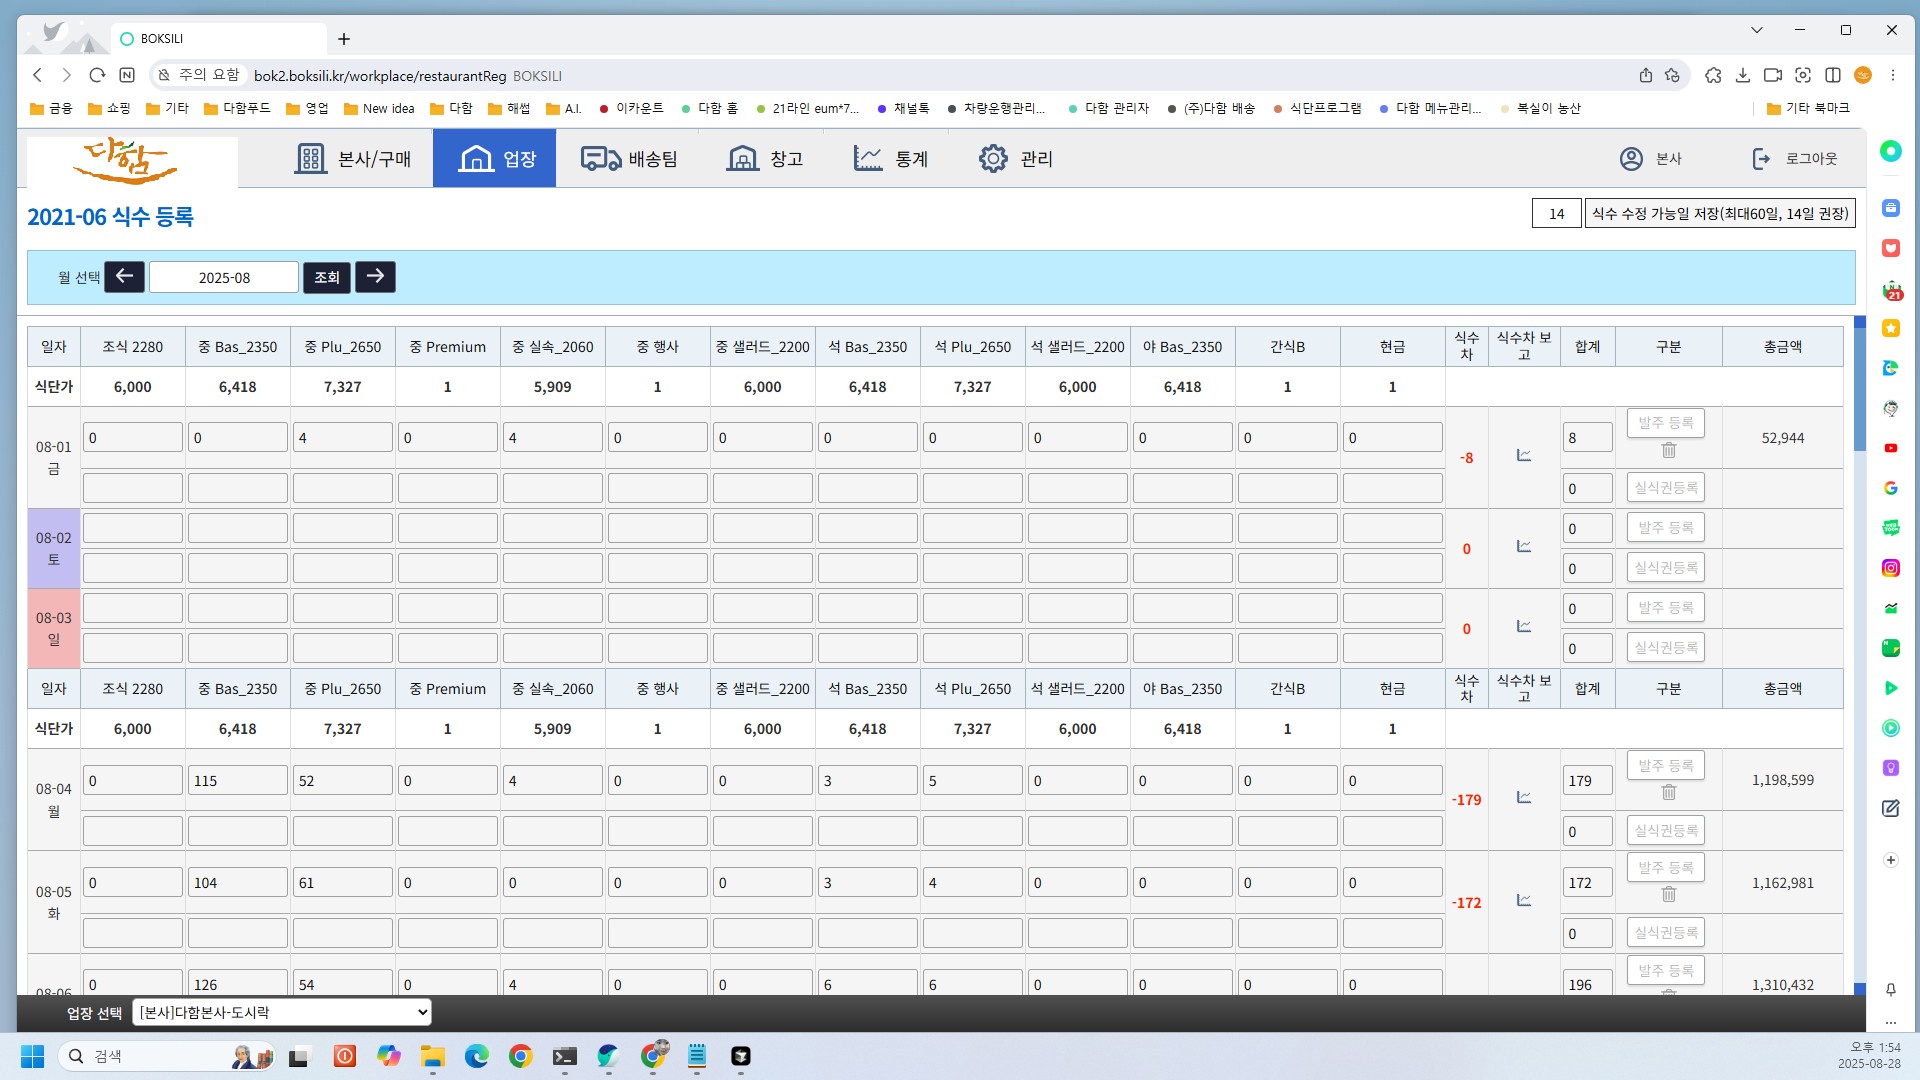 BOKSILI
주의 요함 bok2.boksili.kr/workplace/restaurantReg BOKSILI
금융 쇼핑 기타 다함푸드 영업 New idea 다함 해썹 A.I. 이카운트 다함 홈 21라인 eum*7... 채널톡 차량운행관리... 다함 관리자 (주)다함 배송 식단프로그램 다함 메뉴관리... 복실이 농산 기타 북마크
다함 본사/구매 업장 배송팀 창고 통계 관리 본사 로그아웃
2021-06 식수 등록 14 식수 수정 가능일 저장(최대60일, 14일 권장)
월 선택 2025-08 조회
일자 조식 2280 중 Bas_2350 중 Plu_2650 중 Premium 중 실속_2060 중 행사 중 샐러드_2200 석 Bas_2350 석 Plu_2650 석 샐러드_2200 야 Bas_2350 간식B 현금 식수차 식수차 보고 합계 구분 총금액
식단가 6,000 6,418 7,327 1 5,909 1 6,000 6,418 7,327 6,000 6,418 1 1
08-01 금 0 0 4 0 4 0 0 0 0 0 0 0 0 -8 8 발주 등록 52,944
0 실식권등록
08-02 토 0 0 발주 등록
0 실식권등록
08-03 일 0 0 발주 등록
0 실식권등록
일자 조식 2280 중 Bas_2350 중 Plu_2650 중 Premium 중 실속_2060 중 행사 중 샐러드_2200 석 Bas_2350 석 Plu_2650 석 샐러드_2200 야 Bas_2350 간식B 현금 식수차 식수차 보고 합계 구분 총금액
식단가 6,000 6,418 7,327 1 5,909 1 6,000 6,418 7,327 6,000 6,418 1 1
08-04 월 0 115 52 0 4 0 0 3 5 0 0 0 0 -179 179 발주 등록 1,198,599
0 실식권등록
08-05 화 0 104 61 0 0 0 0 3 4 0 0 0 0 -172 172 발주 등록 1,162,981
0 실식권등록
08-06 0 126 54 0 4 0 0 6 6 0 0 0 0 196 발주 등록 1,310,432
업장 선택 [본사]다함본사-도시락
21
검색
오후 1:54
2025-08-28